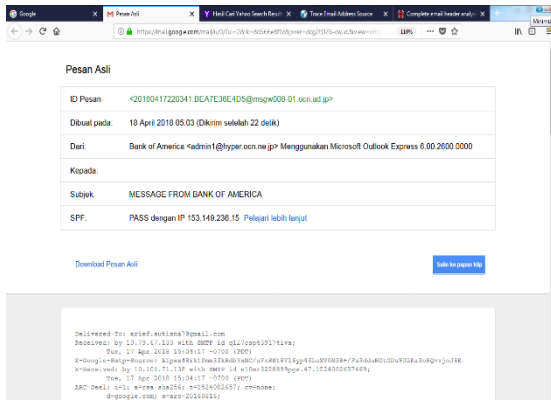 Google
Pesan Asli
Hasil Cari Yahoo Search Result
Trace Email Address Source
Complete email header analy
110%
Pesan Asli
ID Pesan
<20180417220341.BEA7E36E4D5@msgw008-01.ocn.ad.jp>
Dibuat pada:
18 April 2018 05.03 (Dikirim setelah 22 detik)
Dari:
Bank of America <admin1@hyper.ocn.ne.jp> Menggunakan Microsoft Outlook Express 6.00.2600.0000
Kepada:
Subjek:
MESSAGE FROM BANK OF AMERICA
SPF:
PASS dengan IP 153.149.236.15 Pelajari lebih lanjut
Download Pesan Asli
Salin ke papan klip
Delivered-To:
Received: by 10.79.67.133 with SMTP id
Tue, 17 Apr 2018 15:04:17 -0700 (PDT)
X-Google-Smtp-Source:
X-Received: by 10.101.71.138 with SMTP id
Tue, 17 Apr 2018 15:04:17 -0700 (PDT)
ARC-Seal: i=1; a=rsa-sha256; t=1524002657; cv=none;
d=google.com; s=arc-20160816;